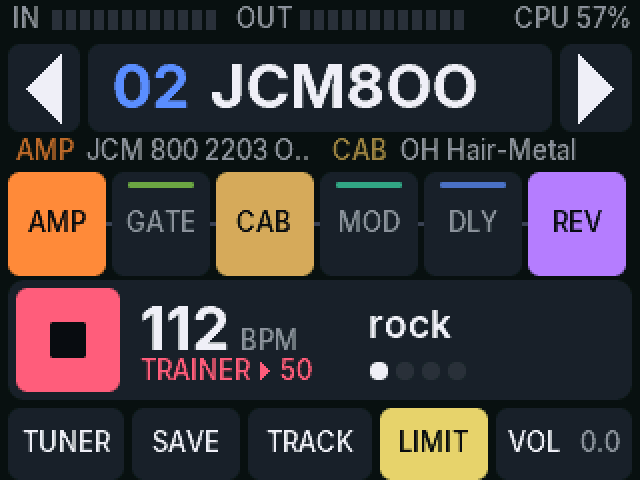 IN OUT CPU 57%
02 JCM800
AMP JCM 800 2203 O.. CAB OH Hair-Metal
AMP GATE CAB MOD DLY REV
112 BPM rock
TRAINER 50
TUNER SAVE TRACK LIMIT VOL 0.0